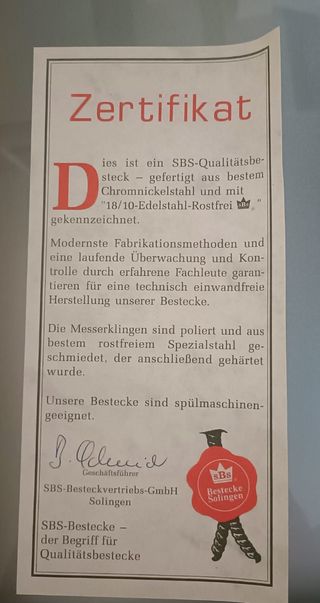 Zertifikat
Dies ist ein SBS-Qualitätsbe-
steck – gefertigt aus bestem
Chromnickelstahl und mit
"18/10-Edelstahl-Rostfrei SBS ® "
gekennzeichnet.
Modernste Fabrikationsmethoden und
eine laufende Überwachung und Kon-
trolle durch erfahrene Fachleute garan-
tieren für eine technisch einwandfreie
Herstellung unserer Bestecke.
Die Messerklingen sind poliert und aus
bestem rostfreiem Spezialstahl ge-
schmiedet, der anschließend gehärtet
wurde.
Unsere Bestecke sind spülmaschinen-
geeignet.
Geschäftsführer
SBS-Besteckvertriebs-GmbH
Solingen
SBS-Bestecke –
der Begriff für
Qualitätsbestecke
SBS ®
Bestecke
Solingen